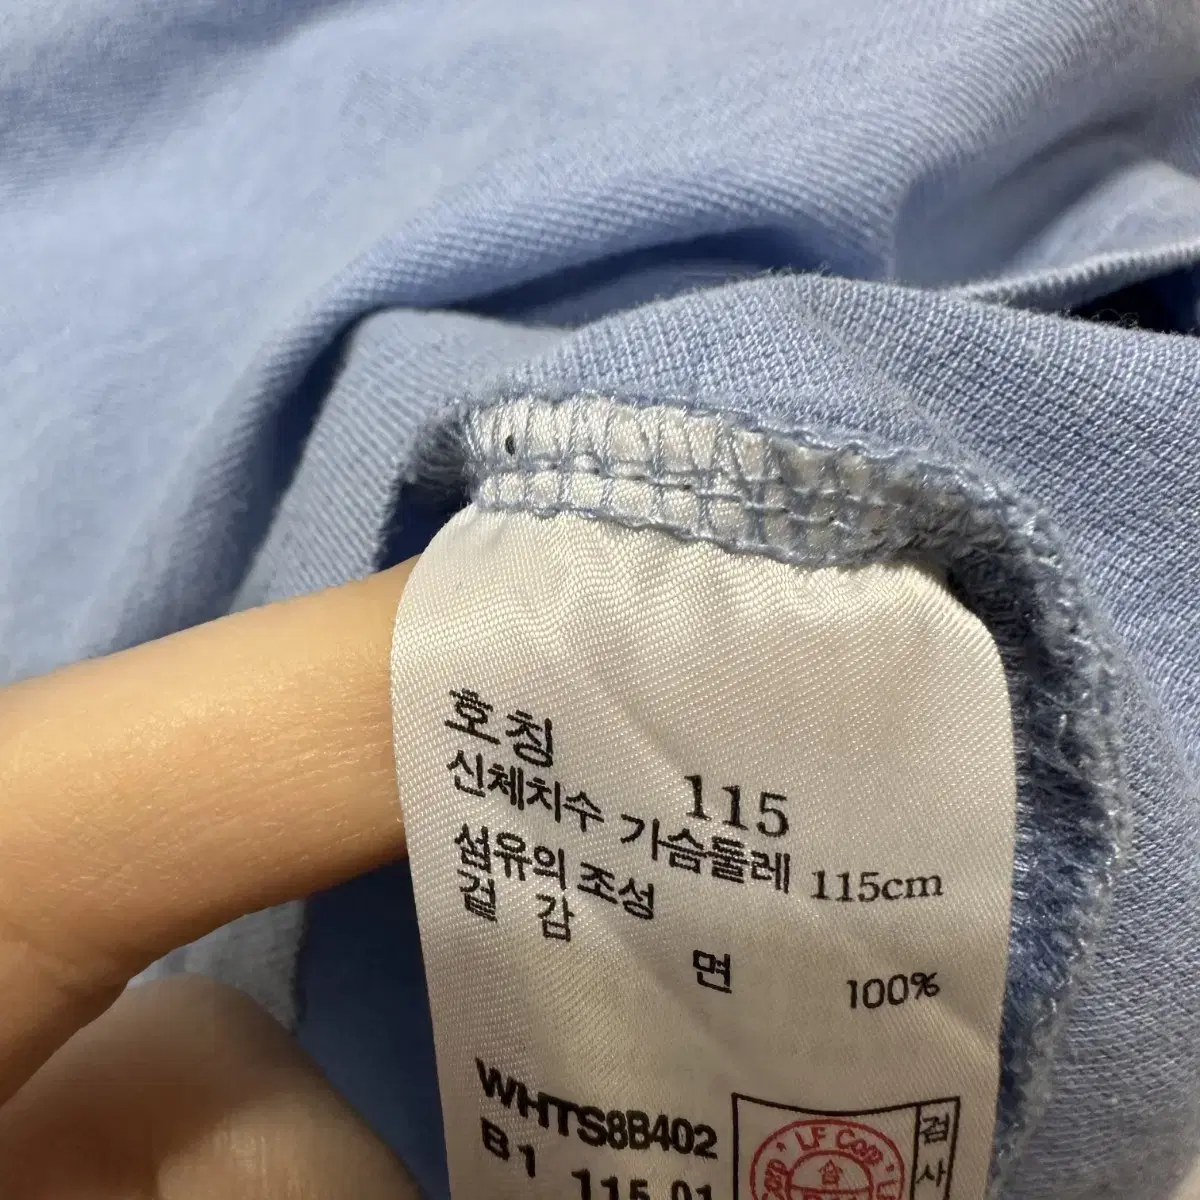 호칭 115
신체치수 가슴둘레 115cm
섬유의 조성
겉감 면 100%
WHTS8B402
B1 115 01
LF Corp
검사